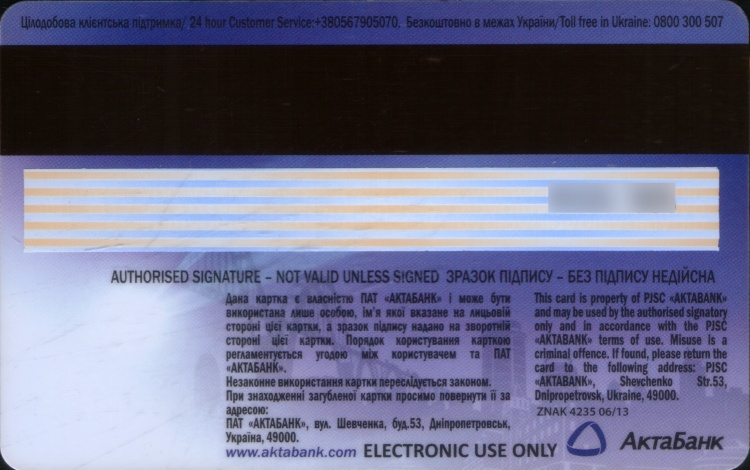 Цілодобова клієнтська підтримка/ 24 hour Customer Service:+380567905070, Безкоштовно в межах України/Toll free in Ukraine: 0800 300 507
AUTHORISED SIGNATURE – NOT VALID UNLESS SIGNED ЗРАЗОК ПІДПИСУ – БЕЗ ПІДПИСУ НЕДІЙСНА
Дана картка є власністю ПАТ «АКТАБАНК» і може бути
використана лише особою, ім'я якої вказане на лицьовій
стороні цієї картки, а зразок підпису надано на зворотній
стороні цієї картки. Порядок користування карткою
регламентується угодою між користувачем та ПАТ
«АКТАБАНК».
Незаконне використання картки переслідується законом.
При знаходженні загубленої картки просимо повернути її за
адресою:
ПАТ «АКТАБАНК», вул. Шевченка, буд.53, Дніпропетровськ,
Україна, 49000.
www.aktabank.com
This card is property of PJSC «AKTABANK»
and may be used by the authorised signatory
only and in accordance with the PJSC
«AKTABANK» terms of use. Misuse is a
criminal offence. If found, please return the
card to the following address: PJSC
«AKTABANK», Shevchenko Str.53,
Dnipropetrovsk, Ukraine, 49000.
ZNAK 4235 06/13
ELECTRONIC USE ONLY
АктаБанк